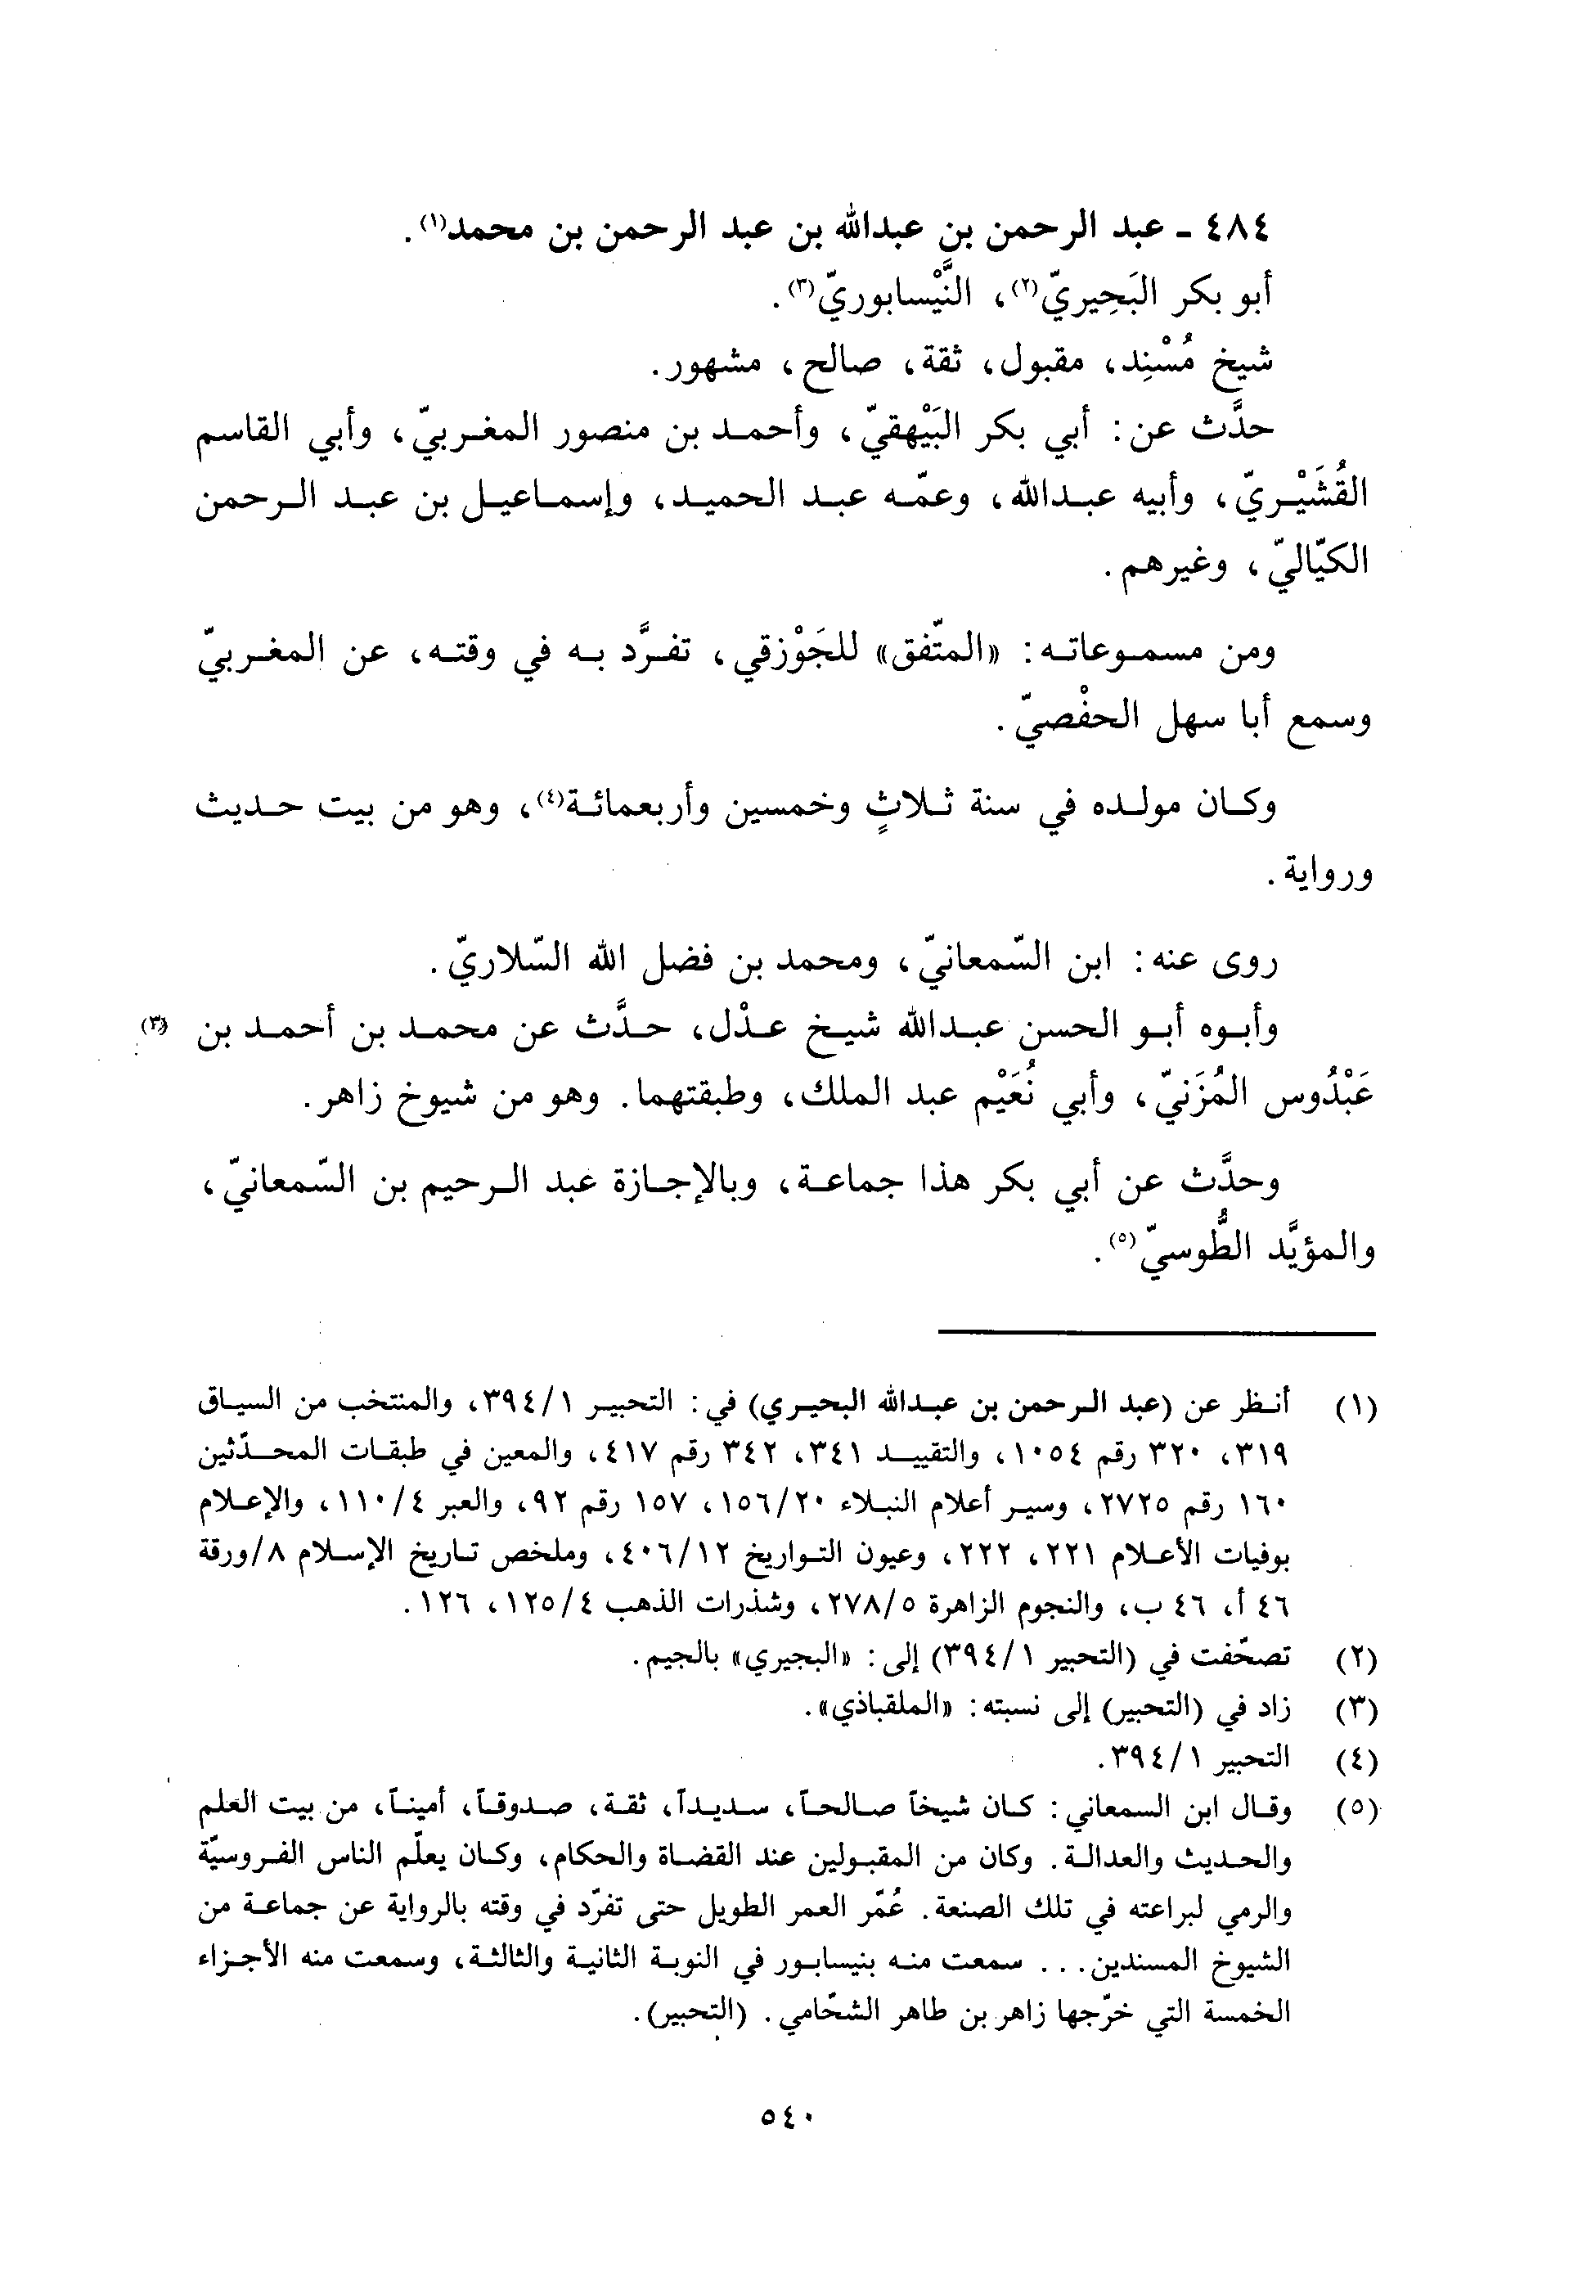 ٤٨٤ ـ عبد الرحمن بن عبدالله بن عبد الرحمن بن محمد(١).
أبو بكر البَحِيريّ(٢)، النَّيْسابوريّ(٣).
شيخ مُسْنِد، مقبول، ثقة، صالح، مشهور.
حدَّث عن: أبي بكر البَيْهقيّ، وأحمد بن منصور المغربيّ، وأبي القاسم
القُشَيْريّ، وأبيه عبدالله، وعمّه عبد الحميد، وإسماعيل بن عبد الرحمن
الكيّاليّ، وغيرهم.
ومن مسموعاته: «المتّفق» للجَوْزقي، تفرَّد به في وقته، عن المغربيّ
وسمع أبا سهل الحفْصيّ.
وكان مولده في سنة ثلاثٍ وخمسين وأربعمائة(٤)، وهو من بيت حديث
ورواية.
روى عنه: ابن السّمعانيّ، ومحمد بن فضل الله السّلاريّ.
وأبوه أبو الحسن عبدالله شيخ عدْل، حدَّث عن محمد بن أحمد بن (٣)
عَبْدُوس المُزَنيّ، وأبي نُعَيْم عبد الملك، وطبقتهما. وهو من شيوخ زاهر.
وحدَّث عن أبي بكر هذا جماعة، وبالإجازة عبد الرحيم بن السّمعانيّ،
والمؤيَّد الطُّوسيّ(٥).
(١) أنظر عن (عبد الرحمن بن عبدالله البحيري) في: التحبير ٣٩٤/١، والمنتخب من السياق
٣١٩، ٣٢٠ رقم ١٠٥٤، والتقييد ٣٤١، ٣٤٢ رقم ٤١٧، والمعين في طبقات المحدّثين
١٦٠ رقم ٢٧٢٥، وسير أعلام النبلاء ١٥٦/٢٠، ١٥٧ رقم ٩٢، والعبر ١١٠/٤، والإعلام
بوفيات الأعلام ٢٢١، ٢٢٢، وعيون التواريخ ٤٠٦/١٢، وملخص تاريخ الإسلام ٨/ورقة
٤٦ أ، ٤٦ ب، والنجوم الزاهرة ٢٧٨/٥، وشذرات الذهب ١٢٥/٤، ١٢٦.
(٢) تصحّفت في (التحبير ٣٩٤/١) إلى: «البجيري» بالجيم.
(٣) زاد في (التحبير) إلى نسبته: «الملقباذي».
(٤) التحبير ٣٩٤/١.
(٥) وقال ابن السمعاني: كان شيخاً صالحاً، سديداً، ثقة، صدوقاً، أميناً، من بيت العلم
والحديث والعدالة. وكان من المقبولين عند القضاة والحكام، وكان يعلّم الناس الفروسيّة
والرمي لبراعته في تلك الصنعة. عُمّر العمر الطويل حتى تفرّد في وقته بالرواية عن جماعة من
الشيوخ المسندين... سمعت منه بنيسابور في النوبة الثانية والثالثة، وسمعت منه الأجزاء
الخمسة التي خرّجها زاهر بن طاهر الشحّامي. (التحبير).
٥٤٠